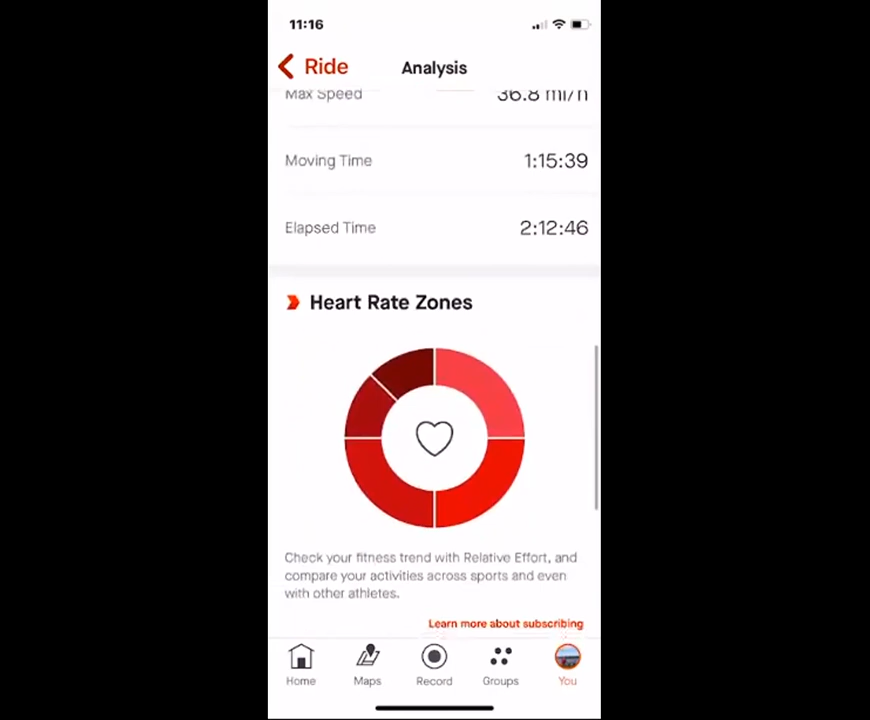 11:16
Ride
Analysis
Max Speed 36.8 mi/h
Moving Time 1:15:39
Elapsed Time 2:12:46
Heart Rate Zones
Check your fitness trend with Relative Effort, and
compare your activities across sports and even
with other athletes.
Learn more about subscribing
Home Maps Record Groups You